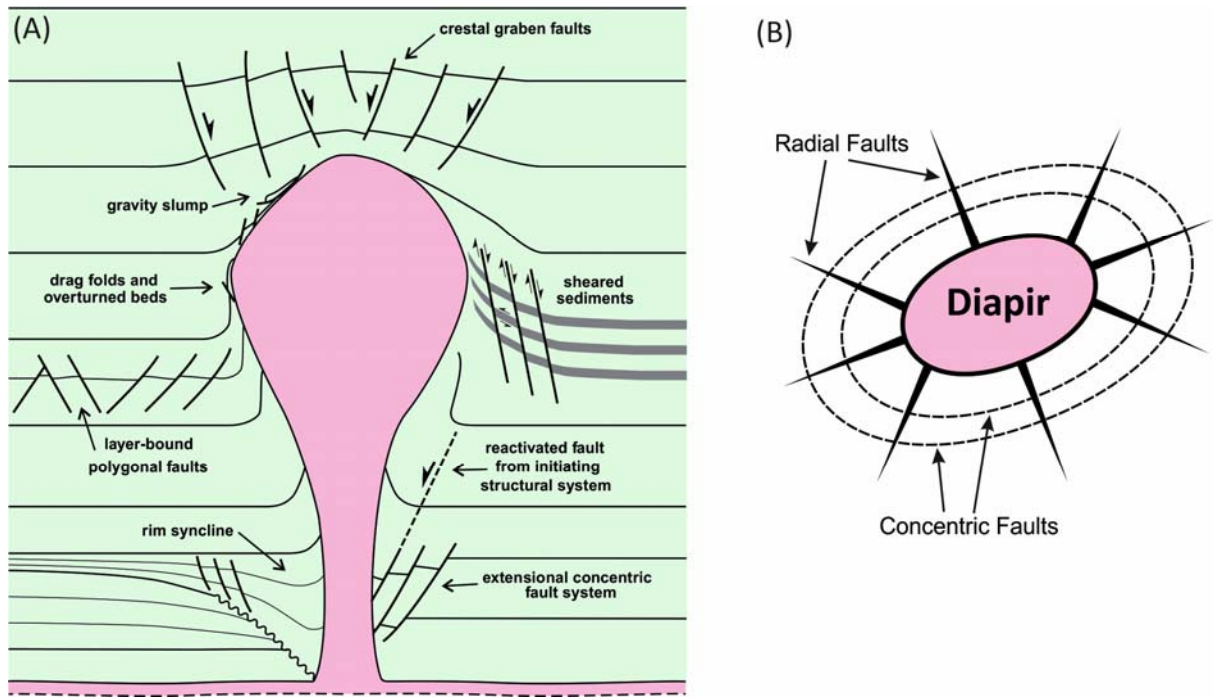 (A)
crestal graben faults
gravity slump
drag folds and
overturned beds
sheared
sediments
layer-bound
polygonal faults
reactivated fault
from initiating
structural system
rim syncline
extensional concentric
fault system
(B)
Radial Faults
Diapir
Concentric Faults